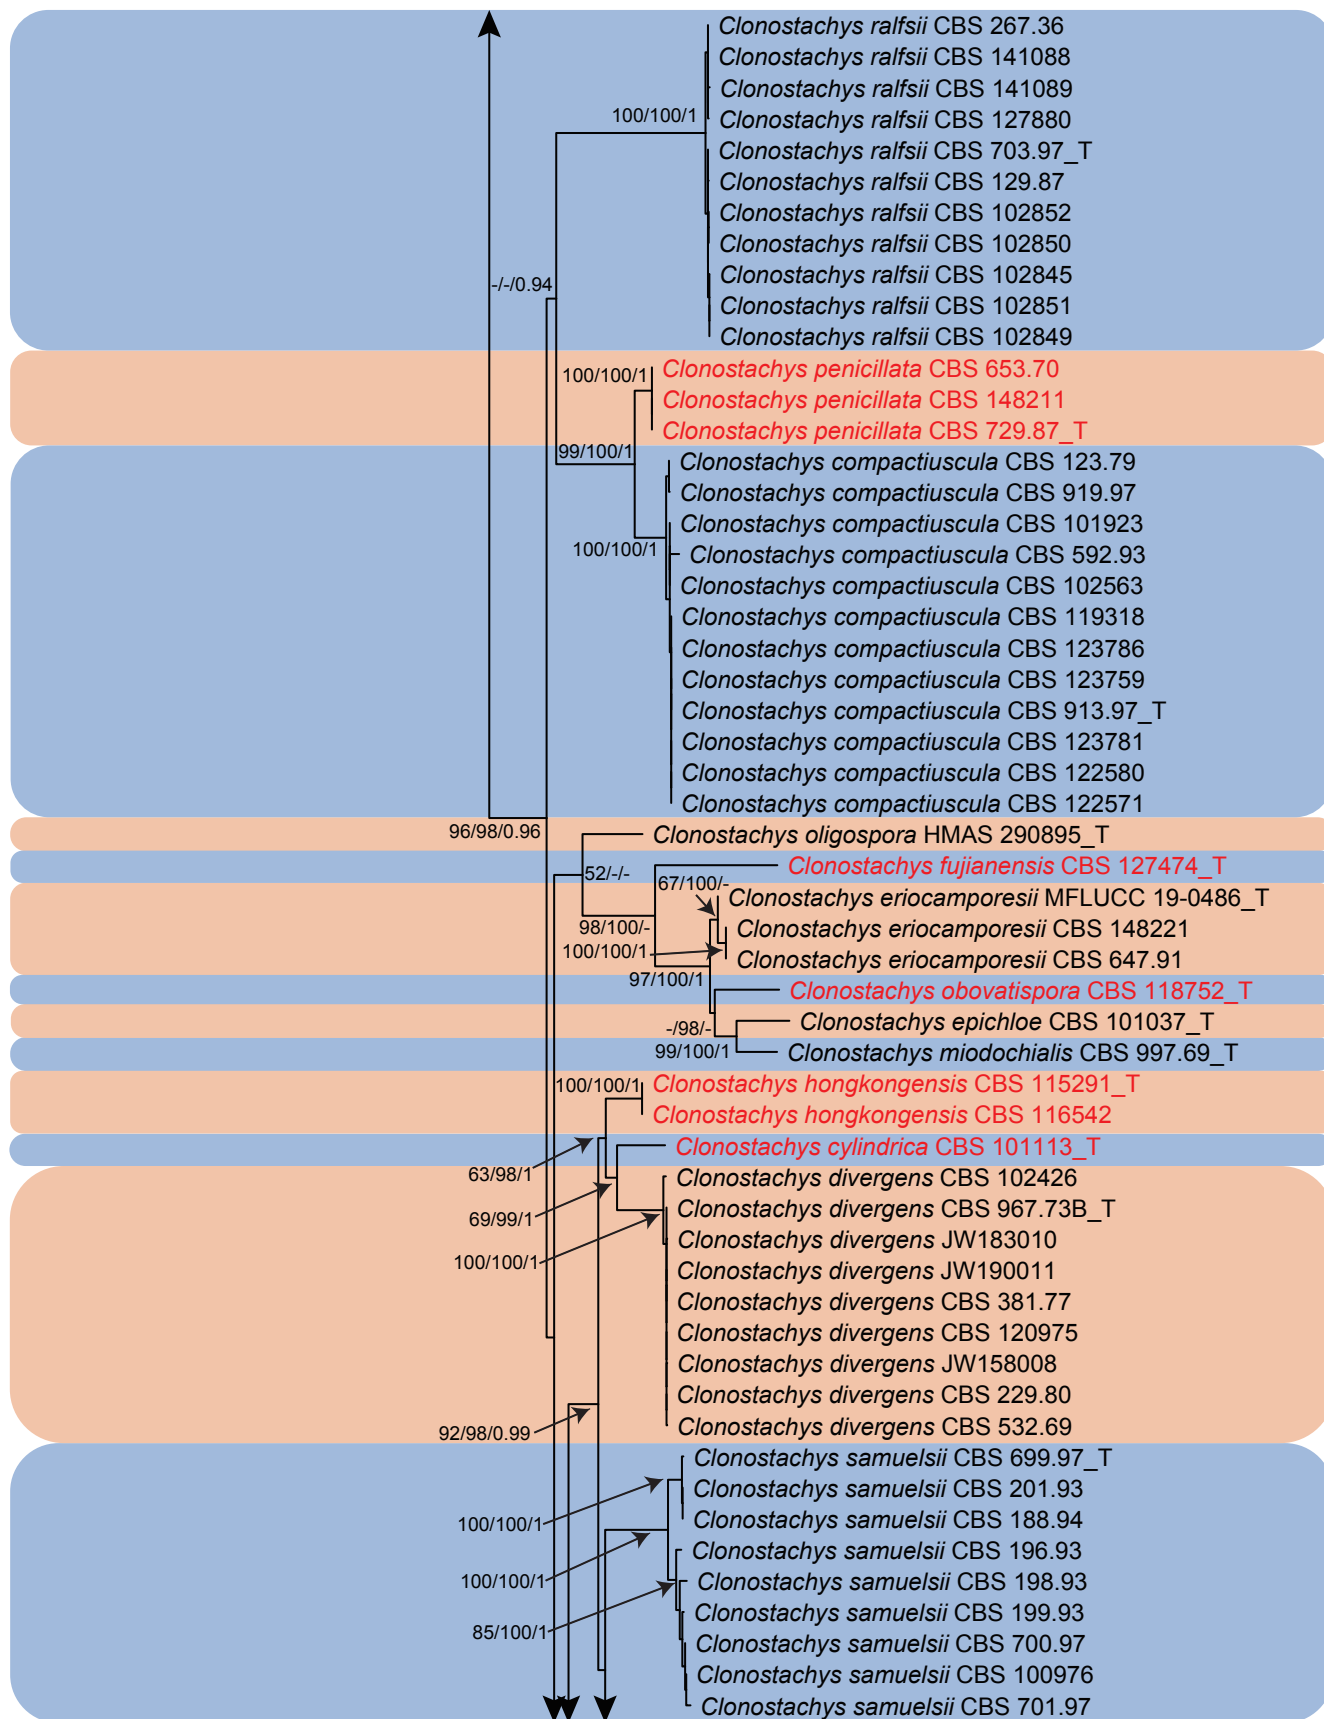 Clonostachys ralfsii CBS 267.36
Clonostachys ralfsii CBS 141088
Clonostachys ralfsii CBS 141089
100/100/1
Clonostachys ralfsii CBS 127880
Clonostachys ralfsii CBS 703.97_T
Clonostachys ralfsii CBS 129.87
Clonostachys ralfsii CBS 102852
Clonostachys ralfsii CBS 102850
Clonostachys ralfsii CBS 102845
-/-/0.94
Clonostachys ralfsii CBS 102851
Clonostachys ralfsii CBS 102849
Clonostachys penicillata CBS 653.70
100/100/1
Clonostachys penicillata CBS 148211
Clonostachys penicillata CBS 729.87_T
99/100/1
Clonostachys compactiuscula CBS 123.79
Clonostachys compactiuscula CBS 919.97
Clonostachys compactiuscula CBS 101923
100/100/1
Clonostachys compactiuscula CBS 592.93
Clonostachys compactiuscula CBS 102563
Clonostachys compactiuscula CBS 119318
Clonostachys compactiuscula CBS 123786
Clonostachys compactiuscula CBS 123759
Clonostachys compactiuscula CBS 913.97_T
Clonostachys compactiuscula CBS 123781
Clonostachys compactiuscula CBS 122580
Clonostachys compactiuscula CBS 122571
96/98/0.96
Clonostachys oligospora HMAS 290895_T
52/-/-
Clonostachys fujianensis CBS 127474_T
67/100/-
Clonostachys eriocamporesii MFLUCC 19-0486_T
98/100/-
Clonostachys eriocamporesii CBS 148221
100/100/1
Clonostachys eriocamporesii CBS 647.91
97/100/1
Clonostachys obovatispora CBS 118752_T
Clonostachys epichloe CBS 101037_T
-/98/-
99/100/1
Clonostachys miodochialis CBS 997.69_T
100/100/1
Clonostachys hongkongensis CBS 115291_T
Clonostachys hongkongensis CBS 116542
Clonostachys cylindrica CBS 101113_T
63/98/1
Clonostachys divergens CBS 102426
69/99/1
Clonostachys divergens CBS 967.73B_T
Clonostachys divergens JW183010
100/100/1
Clonostachys divergens JW190011
Clonostachys divergens CBS 381.77
Clonostachys divergens CBS 120975
Clonostachys divergens JW158008
Clonostachys divergens CBS 229.80
Clonostachys divergens CBS 532.69
92/98/0.99
Clonostachys samuelsii CBS 699.97_T
Clonostachys samuelsii CBS 201.93
100/100/1
Clonostachys samuelsii CBS 188.94
Clonostachys samuelsii CBS 196.93
100/100/1
Clonostachys samuelsii CBS 198.93
Clonostachys samuelsii CBS 199.93
85/100/1
Clonostachys samuelsii CBS 700.97
Clonostachys samuelsii CBS 100976
Clonostachys samuelsii CBS 701.97